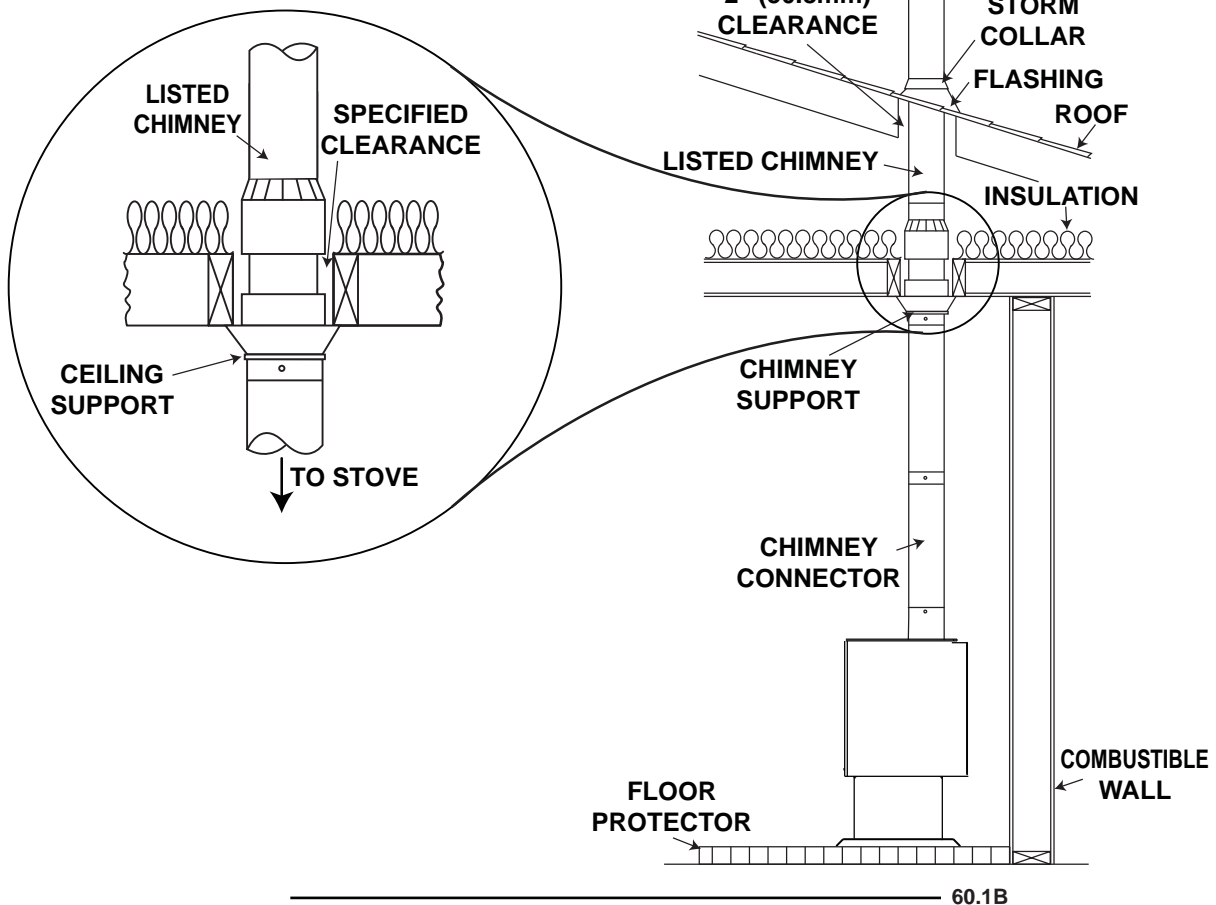 CLEARANCE
STORM
COLLAR
FLASHING
ROOF
LISTED
CHIMNEY
SPECIFIED
CLEARANCE
LISTED CHIMNEY
INSULATION
CEILING
SUPPORT
CHIMNEY
SUPPORT
TO STOVE
CHIMNEY
CONNECTOR
COMBUSTIBLE
WALL
FLOOR
PROTECTOR
60.1B